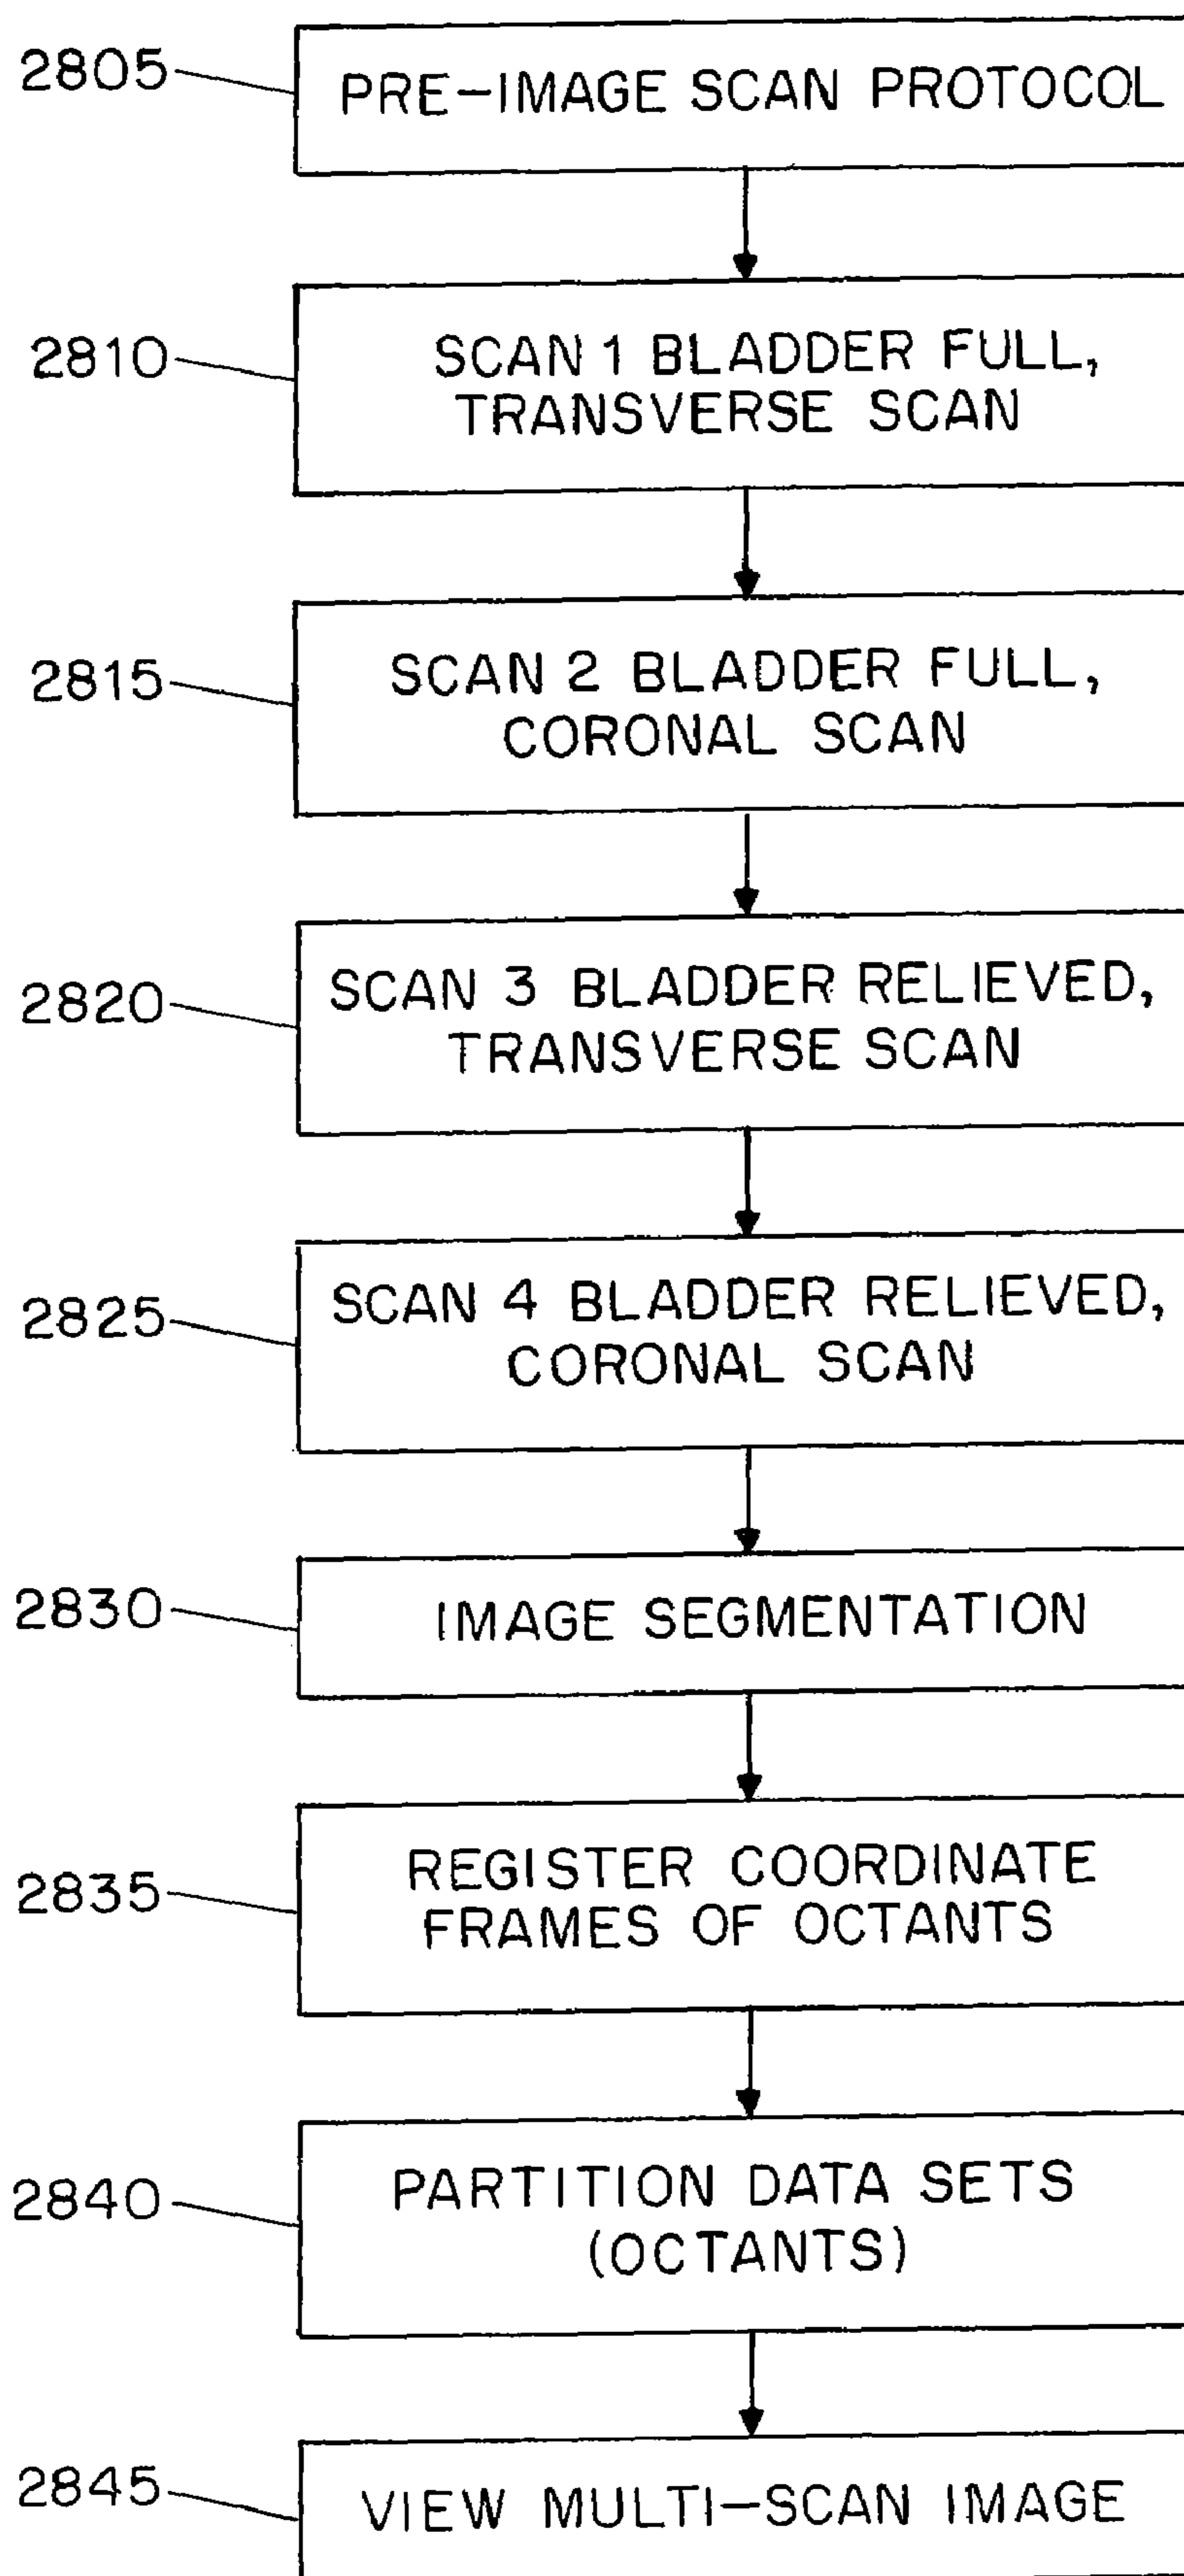 2805
PRE-IMAGE SCAN PROTOCOL
2810
SCAN 1 BLADDER FULL,
TRANSVERSE SCAN
2815
SCAN 2 BLADDER FULL,
CORONAL SCAN
2820
SCAN 3 BLADDER RELIEVED,
TRANSVERSE SCAN
2825
SCAN 4 BLADDER RELIEVED,
CORONAL SCAN
2830
IMAGE SEGMENTATION
2835
REGISTER COORDINATE
FRAMES OF OCTANTS
2840
PARTITION DATA SETS
(OCTANTS)
2845
VIEW MULTI-SCAN IMAGE